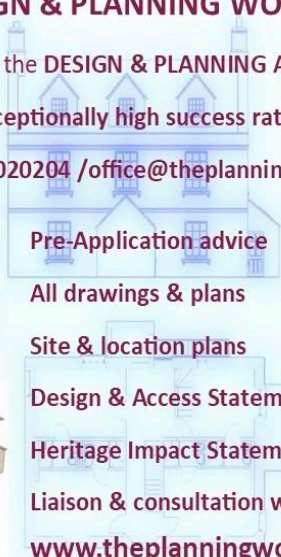 GN & PLANNING WO
the DESIGN & PLANNING A
ceptionally high success rat
020204 /office@theplannin
Pre-Application advice
All drawings & plans
Site & location plans
Design & Access Statem
Heritage Impact Statem
Liaison & consultation w
www.theplanningwo